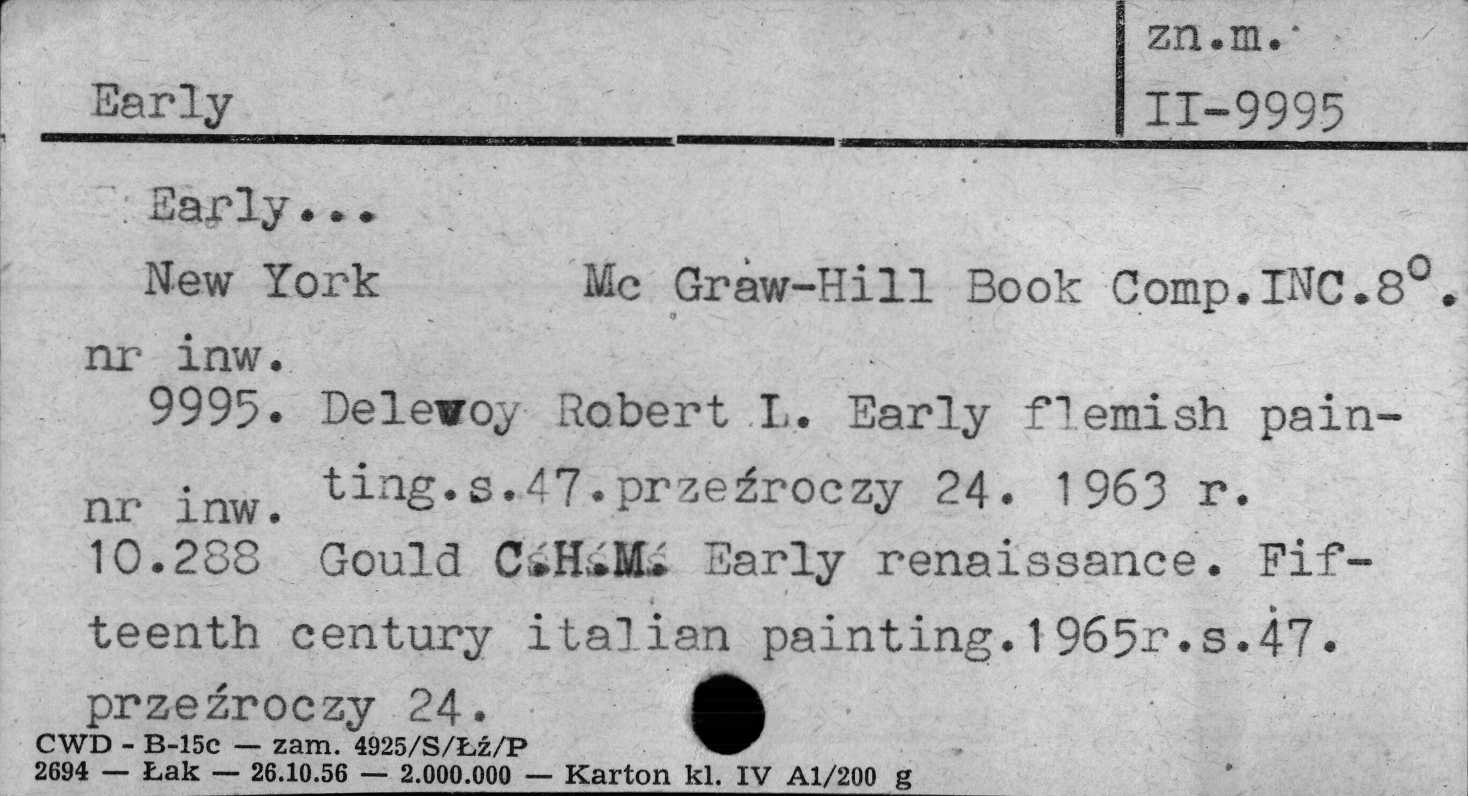 zn.m.
Early
II-9995
Early...
New York Mc Graw-Hill Book Comp.INC.8°.
nr inw.
9995. Delevoy Robert L. Early flemish pain-
ting.s.47.przeźroczy 24. 1963 r.
nr inw.
10.288 Gould C.H.M. Early renaissance. Fif-
teenth century italian painting.1965r.s.47.
przeźroczy 24.
CWD - B-15c — zam. 4925/S/Łź/P
2694 — Łak — 26.10.56 — 2.000.000 — Karton kl. IV A1/200 g